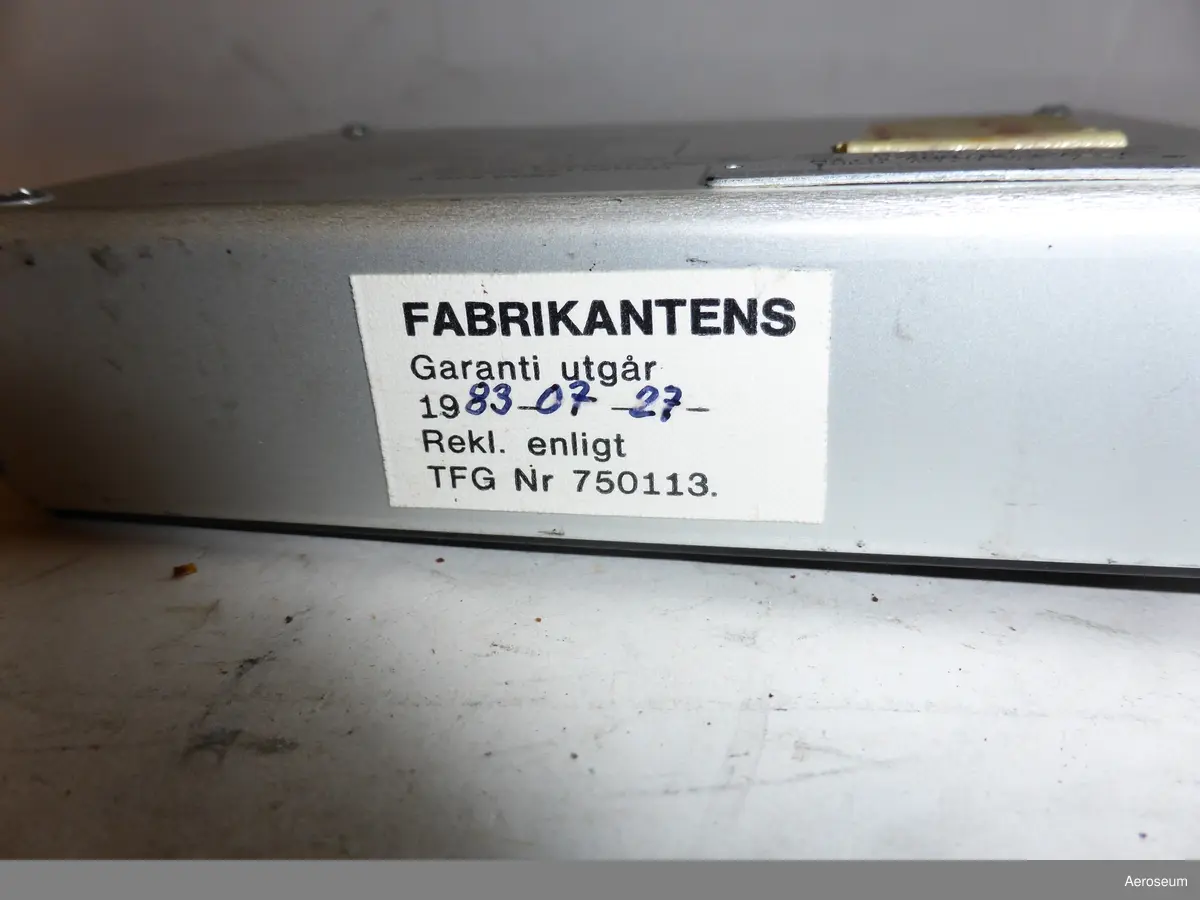 FABRIKANTENS
Garanti utgår
1983-07-27-
Rekl. enligt
TFG Nr 750113.
Aeroseum